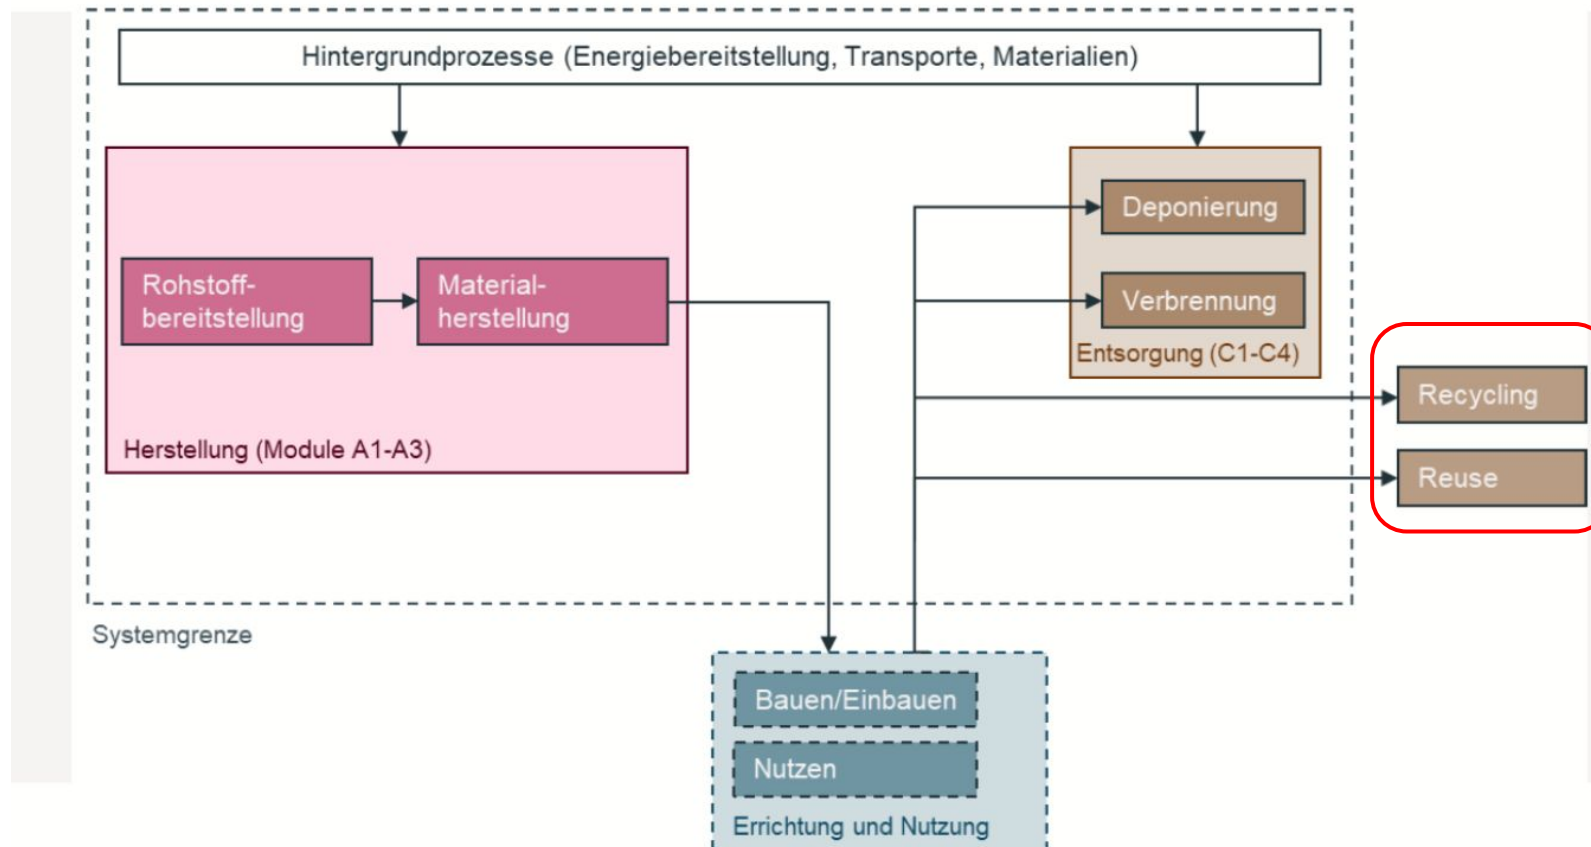 Hintergrundprozesse (Energiebereitstellung, Transporte, Materialien)
Rohstoff-
bereitstellung
Material-
herstellung
Herstellung (Module A1-A3)
Deponierung
Verbrennung
Entsorgung (C1-C4)
Recycling
Reuse
Systemgrenze
Bauen/Einbauen
Nutzen
Errichtung und Nutzung